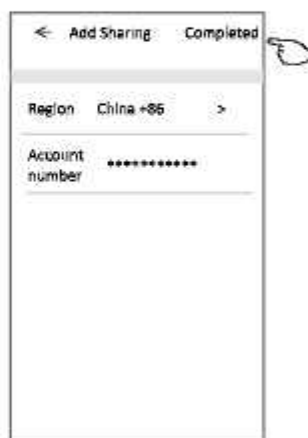 ← Add Sharing Completed
Region China +86 >
Account
number ***********